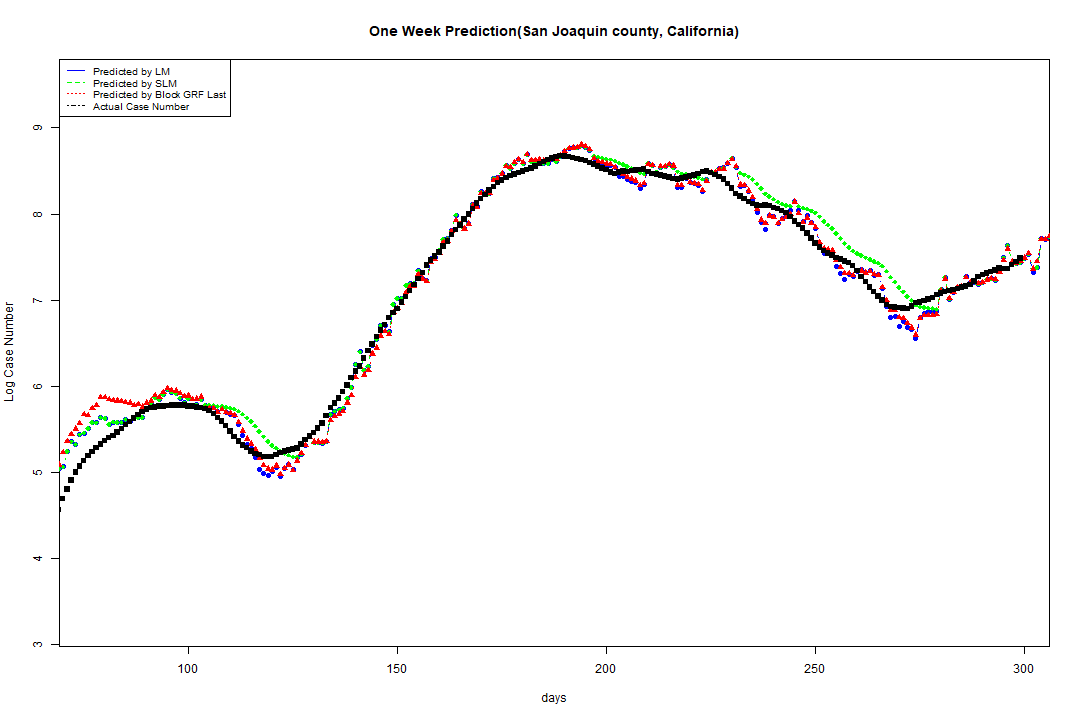 One Week Prediction(San Joaquin county, California)
Predicted by LM
Predicted by SLM
Predicted by Block GRF Last
Actual Case Number
9
8
7
6
5
4
3
Log Case Number
100 150 200 250 300
days